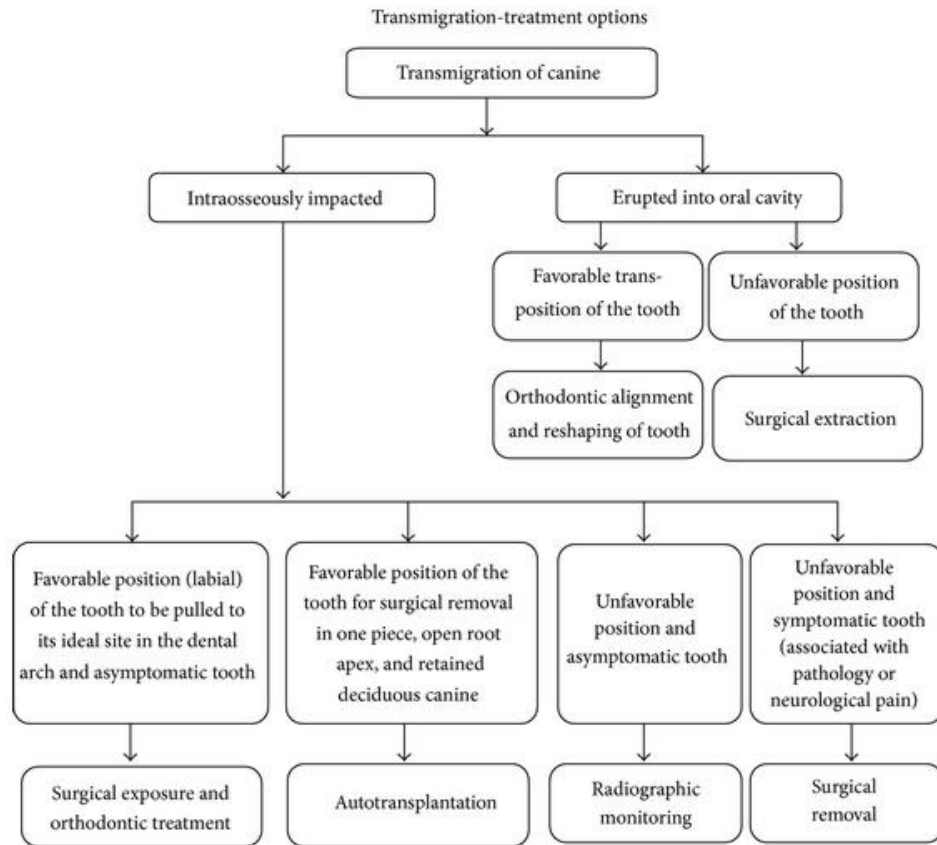 Transmigration-treatment options
Transmigration of canine
Intraosseously impacted
Erupted into oral cavity
Favorable trans-
position of the tooth
Unfavorable position
of the tooth
Orthodontic alignment
and reshaping of tooth
Surgical extraction
Favorable position (labial)
of the tooth to be pulled to
its ideal site in the dental
arch and asymptomatic tooth
Favorable position of the
tooth for surgical removal
in one piece, open root
apex, and retained
deciduous canine
Unfavorable
position and
asymptomatic tooth
Unfavorable
position and
symptomatic tooth
(associated with
pathology or
neurological pain)
Surgical exposure and
orthodontic treatment
Autotransplantation
Radiographic
monitoring
Surgical
removal